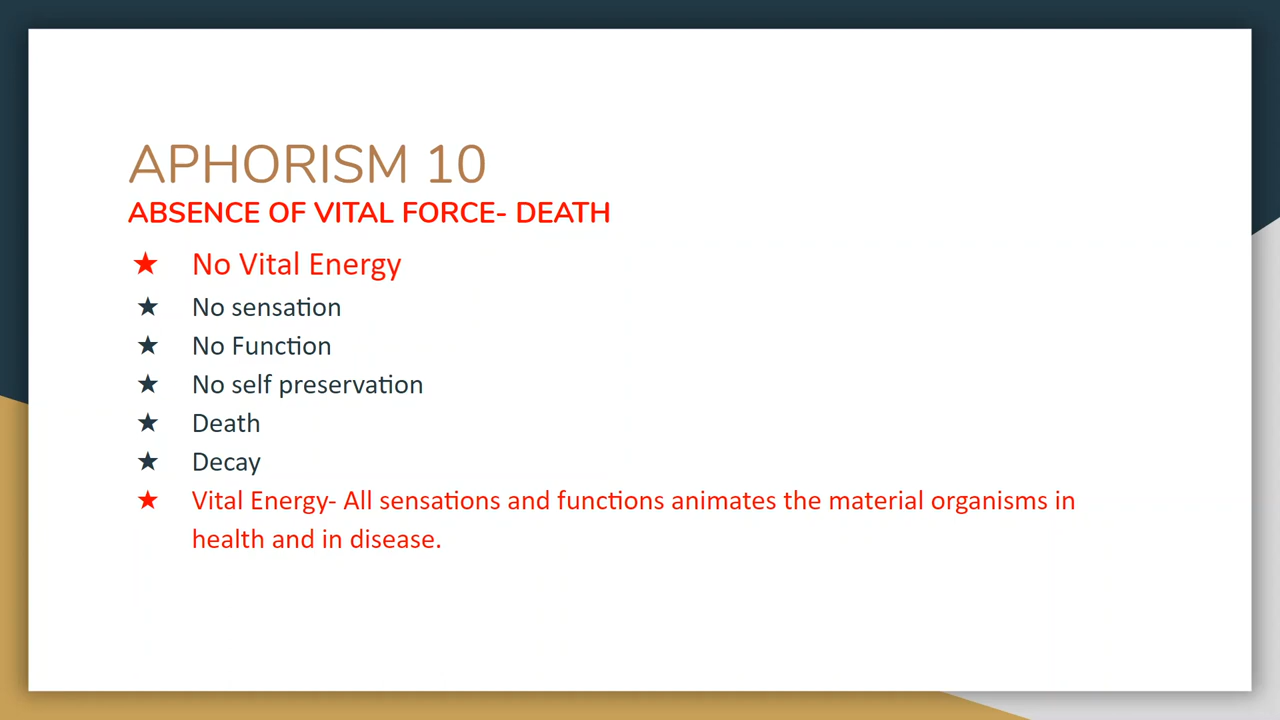 APHORISM 10
ABSENCE OF VITAL FORCE- DEATH
★ No Vital Energy
★ No sensation
★ No Function
★ No self preservation
★ Death
★ Decay
★ Vital Energy- All sensations and functions animates the material organisms in
health and in disease.